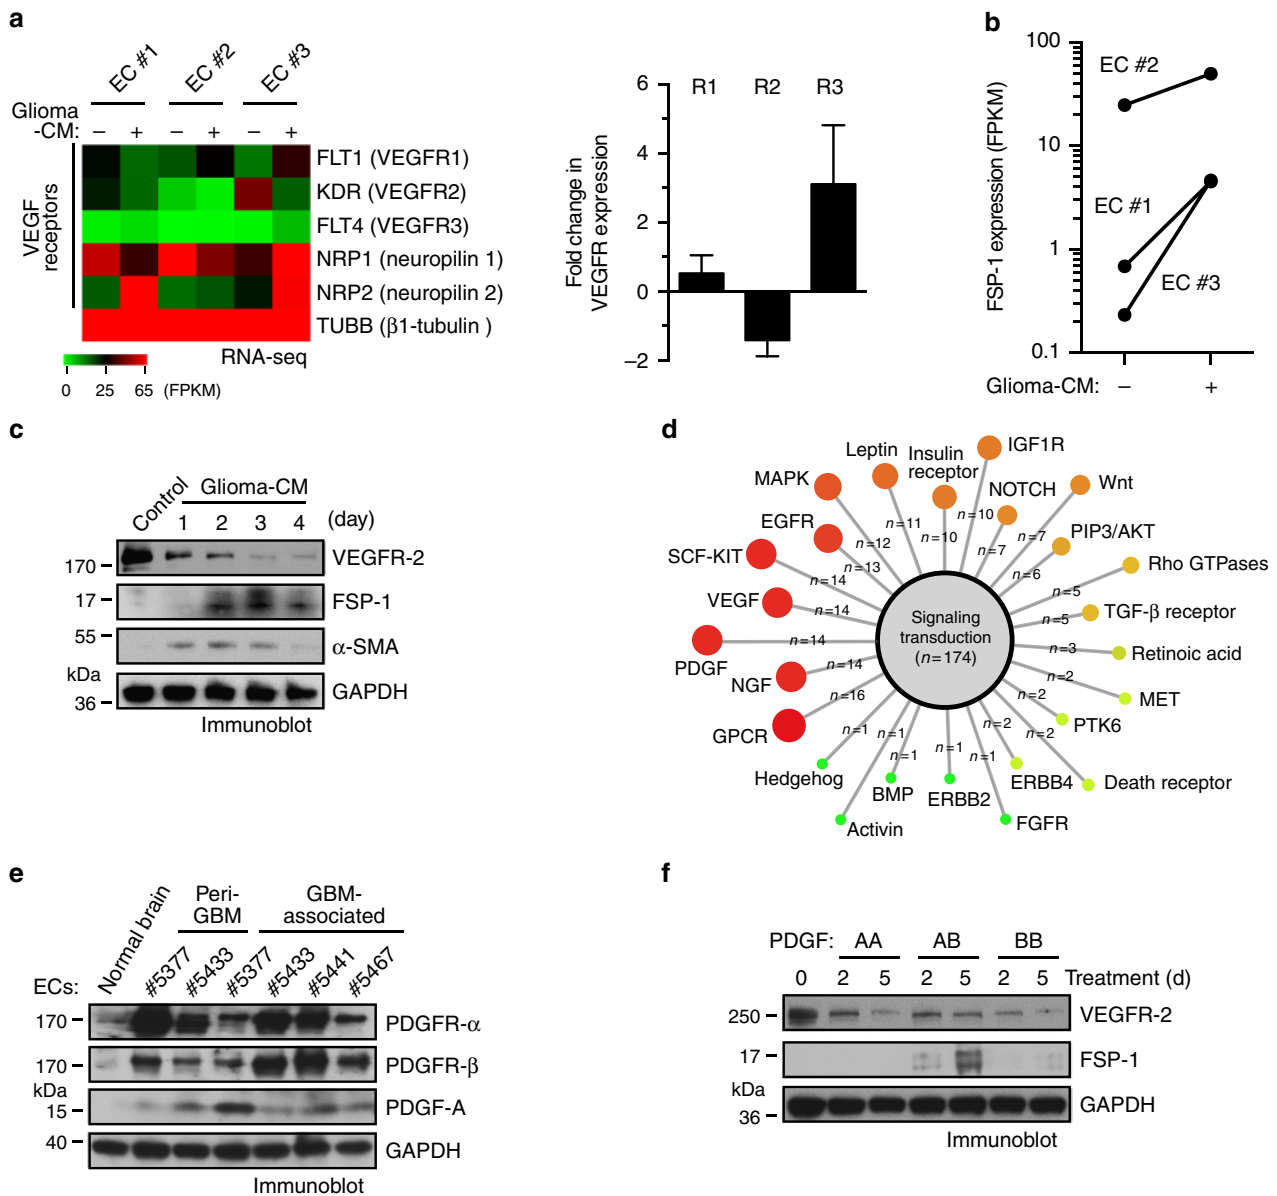 a
EC #1 EC #2 EC #3
Glioma
-CM: – + – + – +
VEGF
receptors
FLT1 (VEGFR1)
KDR (VEGFR2)
FLT4 (VEGFR3)
NRP1 (neuropilin 1)
NRP2 (neuropilin 2)
TUBB (β1-tubulin )
RNA-seq
0 25 65 (FPKM)
Fold change in
VEGFR expression
6
4
2
0
–2
R1 R2 R3
b
FSP-1 expression (FPKM)
100
10
1
0.1
EC #2
EC #1
EC #3
Glioma-CM: – +
c
Control Glioma-CM
1 2 3 4 (day)
170 VEGFR-2
17 FSP-1
55 α-SMA
kDa
36 GAPDH
Immunoblot
d
Signaling
transduction
(n=174)
IGF1R
n=10
Insulin
receptor
n=10
Leptin
n=11
MAPK
n=12
EGFR
n=13
SCF-KIT
n=14
VEGF
n=14
PDGF
n=14
NGF
n=14
GPCR
n=16
Hedgehog
n=1
Activin
n=1
BMP
n=1
ERBB2
n=1
FGFR
n=1
ERBB4
n=2
Death receptor
n=2
PTK6
n=2
MET
n=2
Retinoic acid
n=3
TGF-β receptor
n=5
Rho GTPases
n=5
PIP3/AKT
n=6
Wnt
n=7
NOTCH
n=7
e
Peri-
GBM
GBM-
associated
ECs: Normal brain #5377 #5433 #5377 #5433 #5441 #5467
170 PDGFR-α
170 PDGFR-β
kDa
15 PDGF-A
40 GAPDH
Immunoblot
f
PDGF: AA AB BB
0 2 5 2 5 2 5 Treatment (d)
250 VEGFR-2
17 FSP-1
kDa
36 GAPDH
Immunoblot